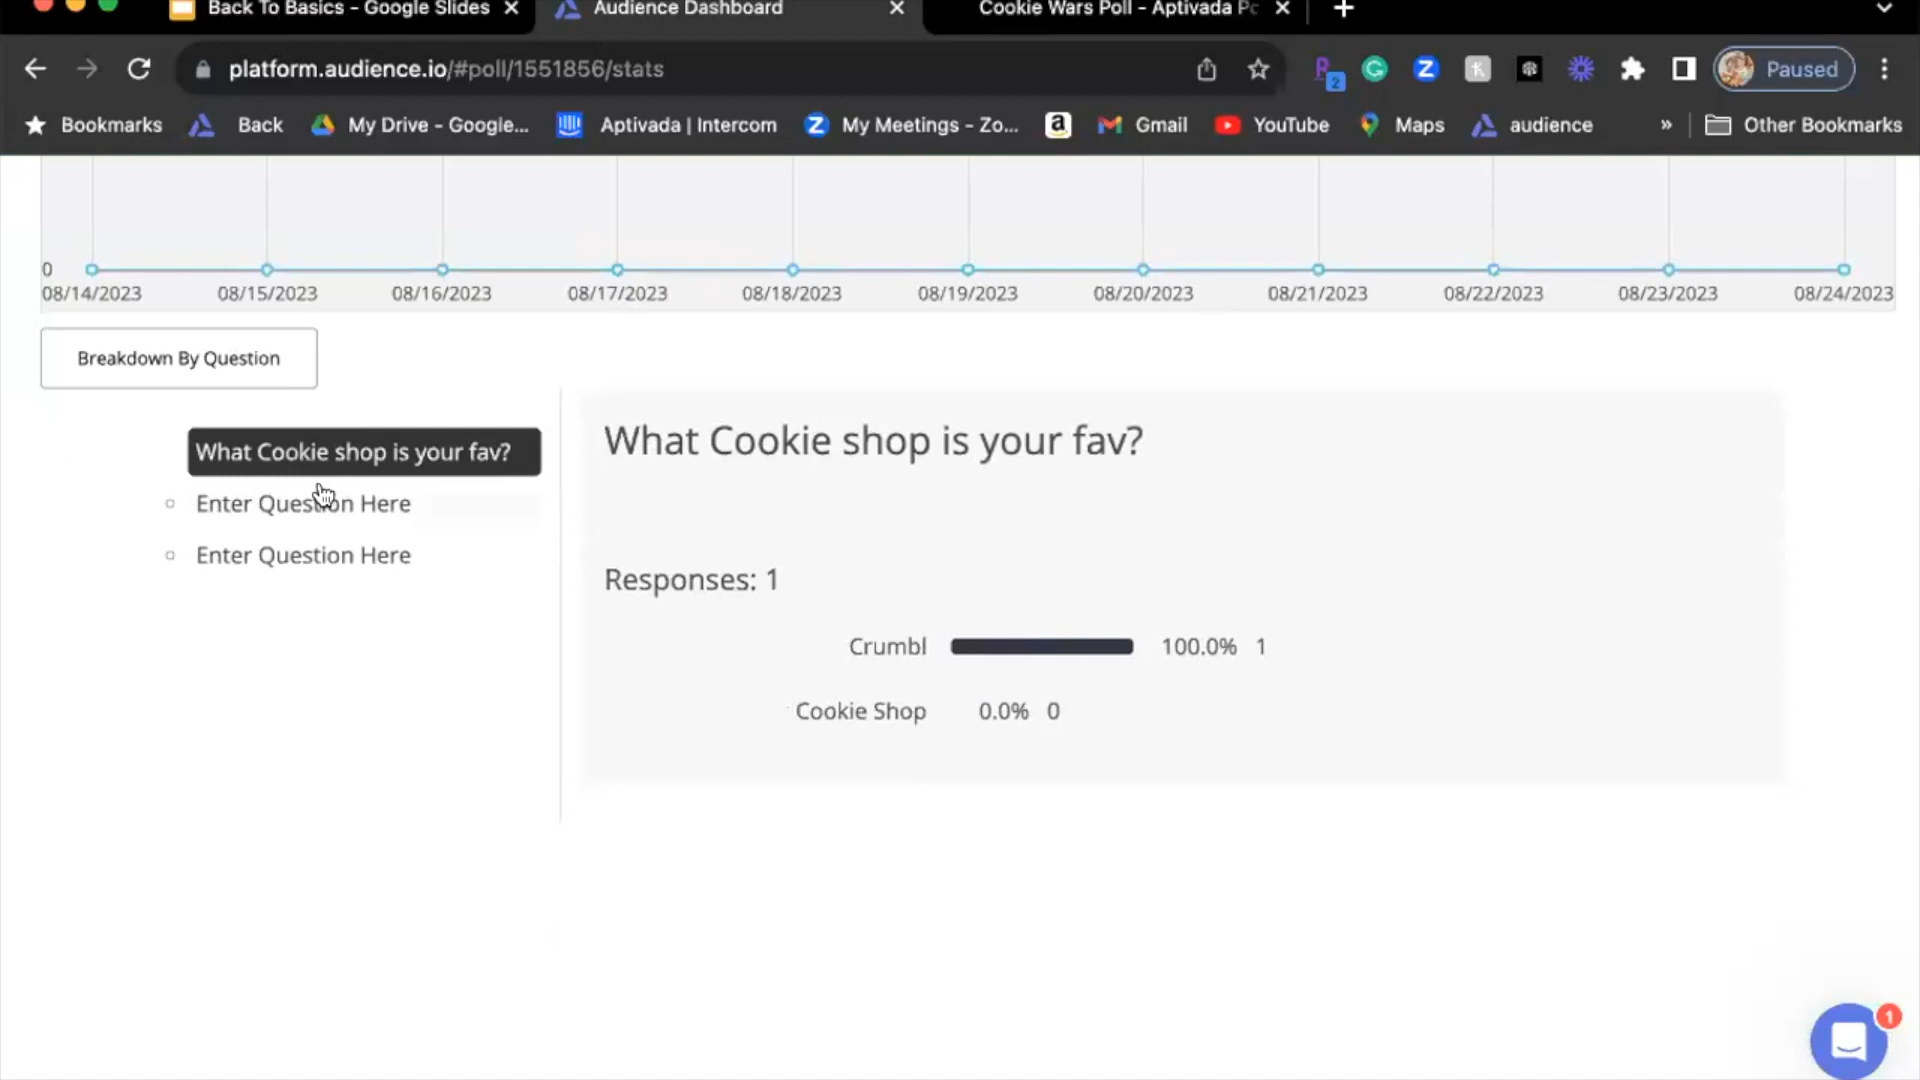 Back To Basics - Google Slides
Audience Dashboard
Cookie Wars Poll - Aptivada Pc
platform.audience.io/#poll/1551856/stats
2
Paused
Bookmarks
Back
My Drive - Google...
Aptivada | Intercom
My Meetings - Zo...
Gmail
YouTube
Maps
audience
»
Other Bookmarks
0
08/14/2023 08/15/2023 08/16/2023 08/17/2023 08/18/2023 08/19/2023 08/20/2023 08/21/2023 08/22/2023 08/23/2023 08/24/2023
Breakdown By Question
What Cookie shop is your fav?
Enter Question Here
Enter Question Here
What Cookie shop is your fav?
Responses: 1
Crumbl 100.0% 1
Cookie Shop 0.0% 0
1